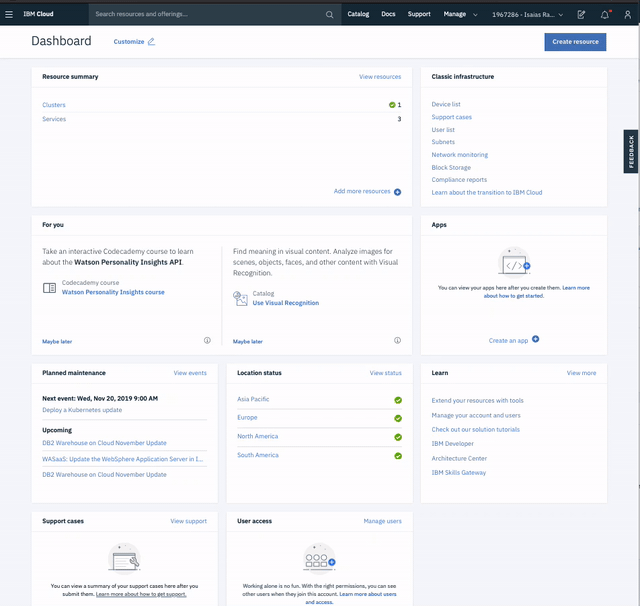 IBM Cloud
Search resources and offerings...
Catalog
Docs
Support
Manage
1967286 - Isaias Ra...
Dashboard
Customize
Create resource
Resource summary
View resources
Clusters
1
Services
3
Add more resources
Classic infrastructure
Device list
Support cases
User list
Subnets
Network monitoring
Block Storage
Compliance reports
Learn about the transition to IBM Cloud
FEEDBACK
For you
Take an interactive Codecademy course to learn
about the Watson Personality Insights API.
Codecademy course
Watson Personality Insights course
Maybe later
Find meaning in visual content. Analyze images for
scenes, objects, faces, and other content with Visual
Recognition.
Catalog
Use Visual Recognition
Maybe later
Apps
You can view your apps here after you create them. Learn more
about how to get started.
Create an app
Planned maintenance
View events
Next event: Wed, Nov 20, 2019 9:00 AM
Deploy a Kubernetes update
Upcoming
DB2 Warehouse on Cloud November Update
WASaaS: Update the WebSphere Application Server in I...
DB2 Warehouse on Cloud November Update
Location status
View status
Asia Pacific
Europe
North America
South America
Learn
View more
Extend your resources with tools
Manage your account and users
Check out our solution tutorials
IBM Developer
Architecture Center
IBM Skills Gateway
Support cases
View support
You can view a summary of your support cases here after you
submit them. Learn more about how to get support.
User access
Manage users
Working alone is no fun. With the right permissions, you can see
other users when they join this account. Learn more about users
and access.